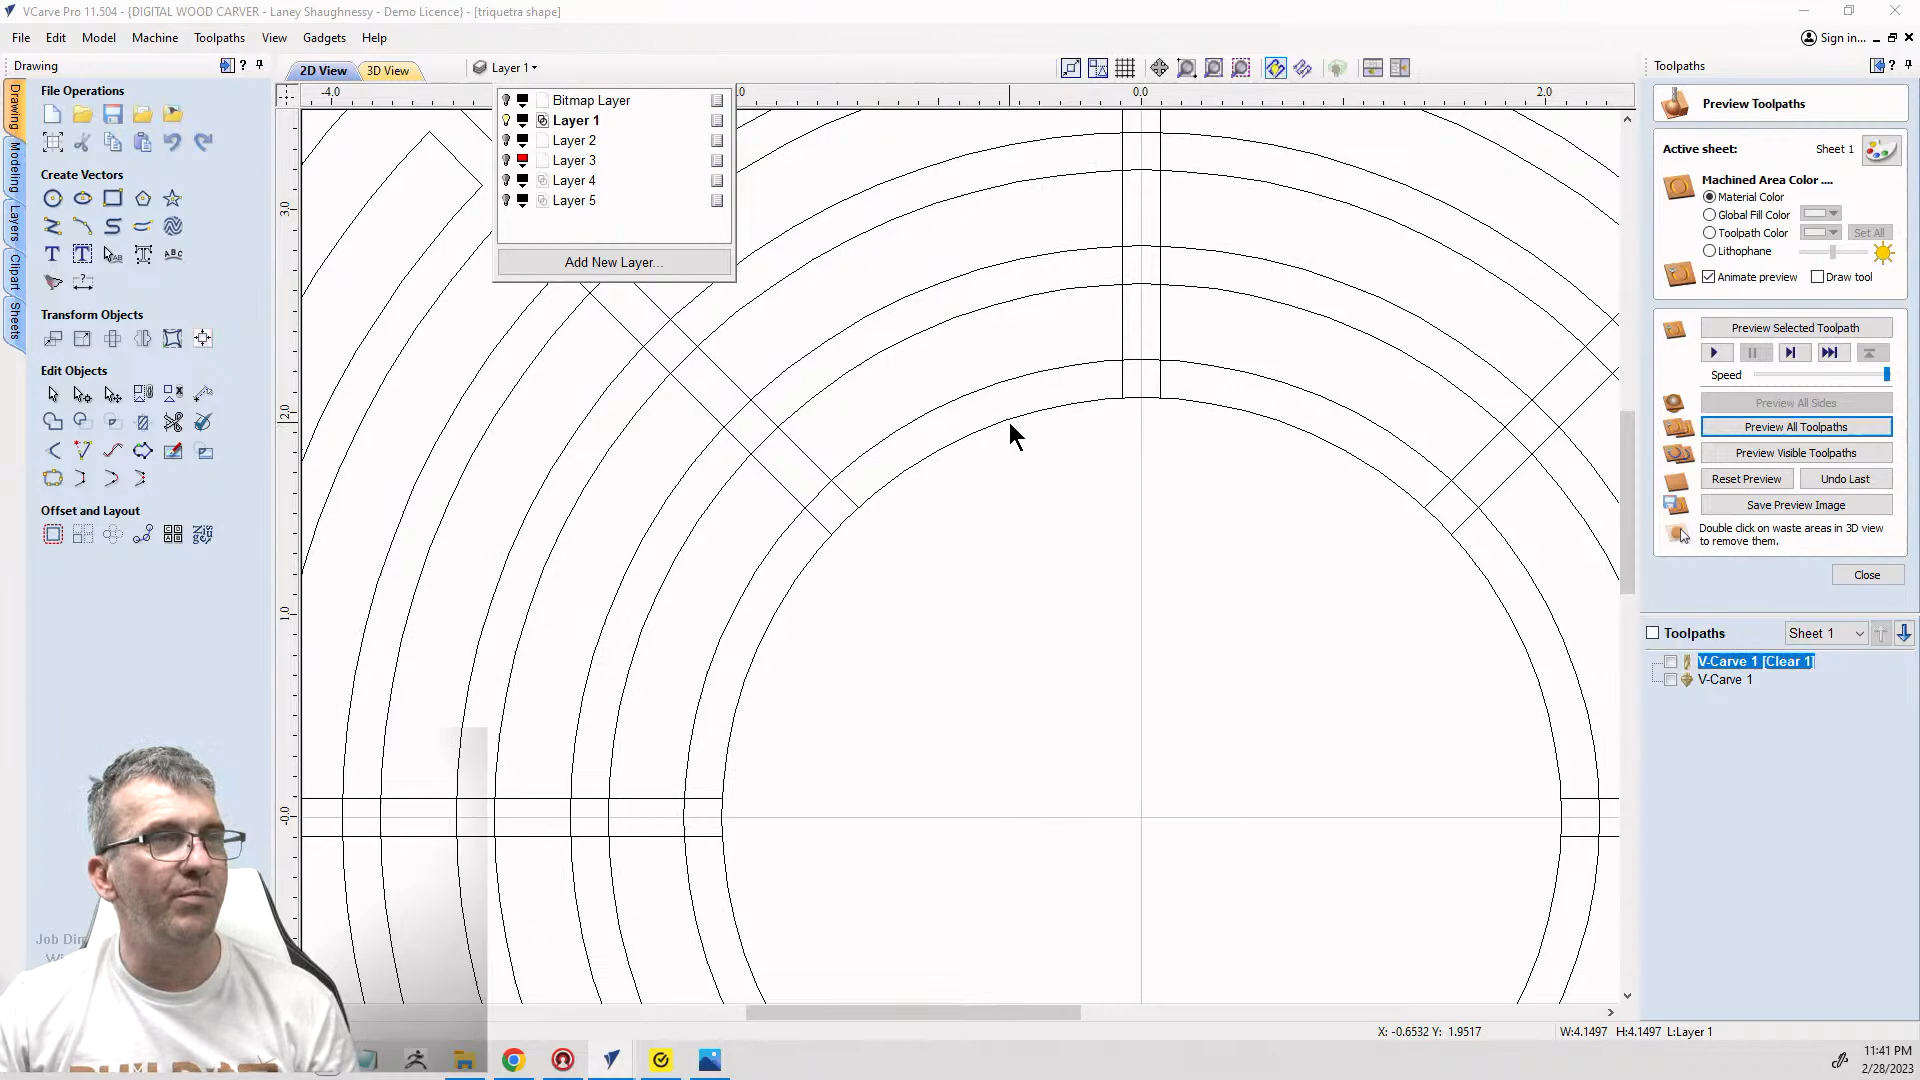 VCarve Pro 11.504 - {DIGITAL WOOD CARVER - Laney Shaughnessy - Demo Licence} - [triquetra shape]
File Edit Model Machine Toolpaths View Gadgets Help
Sign in...
Drawing
2D View
3D View
Layer 1
Toolpaths
Drawing
Modeling
Layers
Clipart
Sheets
File Operations
Create Vectors
Transform Objects
Edit Objects
Offset and Layout
Job Dim
-4.0
.0
0.0
2.0
3.0
2.0
1.0
-0.0
Bitmap Layer
Layer 1
Layer 2
Layer 3
Layer 4
Layer 5
Add New Layer...
Preview Toolpaths
Active sheet: Sheet 1
Machined Area Color ....
Material Color
Global Fill Color
Toolpath Color
Set All
Lithophane
Animate preview
Draw tool
Preview Selected Toolpath
Speed
Preview All Sides
Preview All Toolpaths
Preview Visible Toolpaths
Reset Preview
Undo Last
Save Preview Image
Double click on waste areas in 3D view
to remove them.
Close
Toolpaths
Sheet 1
V-Carve 1 [Clear 1]
V-Carve 1
X: -0.6532 Y: 1.9517
W:4.1497 H:4.1497 L:Layer 1
11:41 PM
2/28/2023